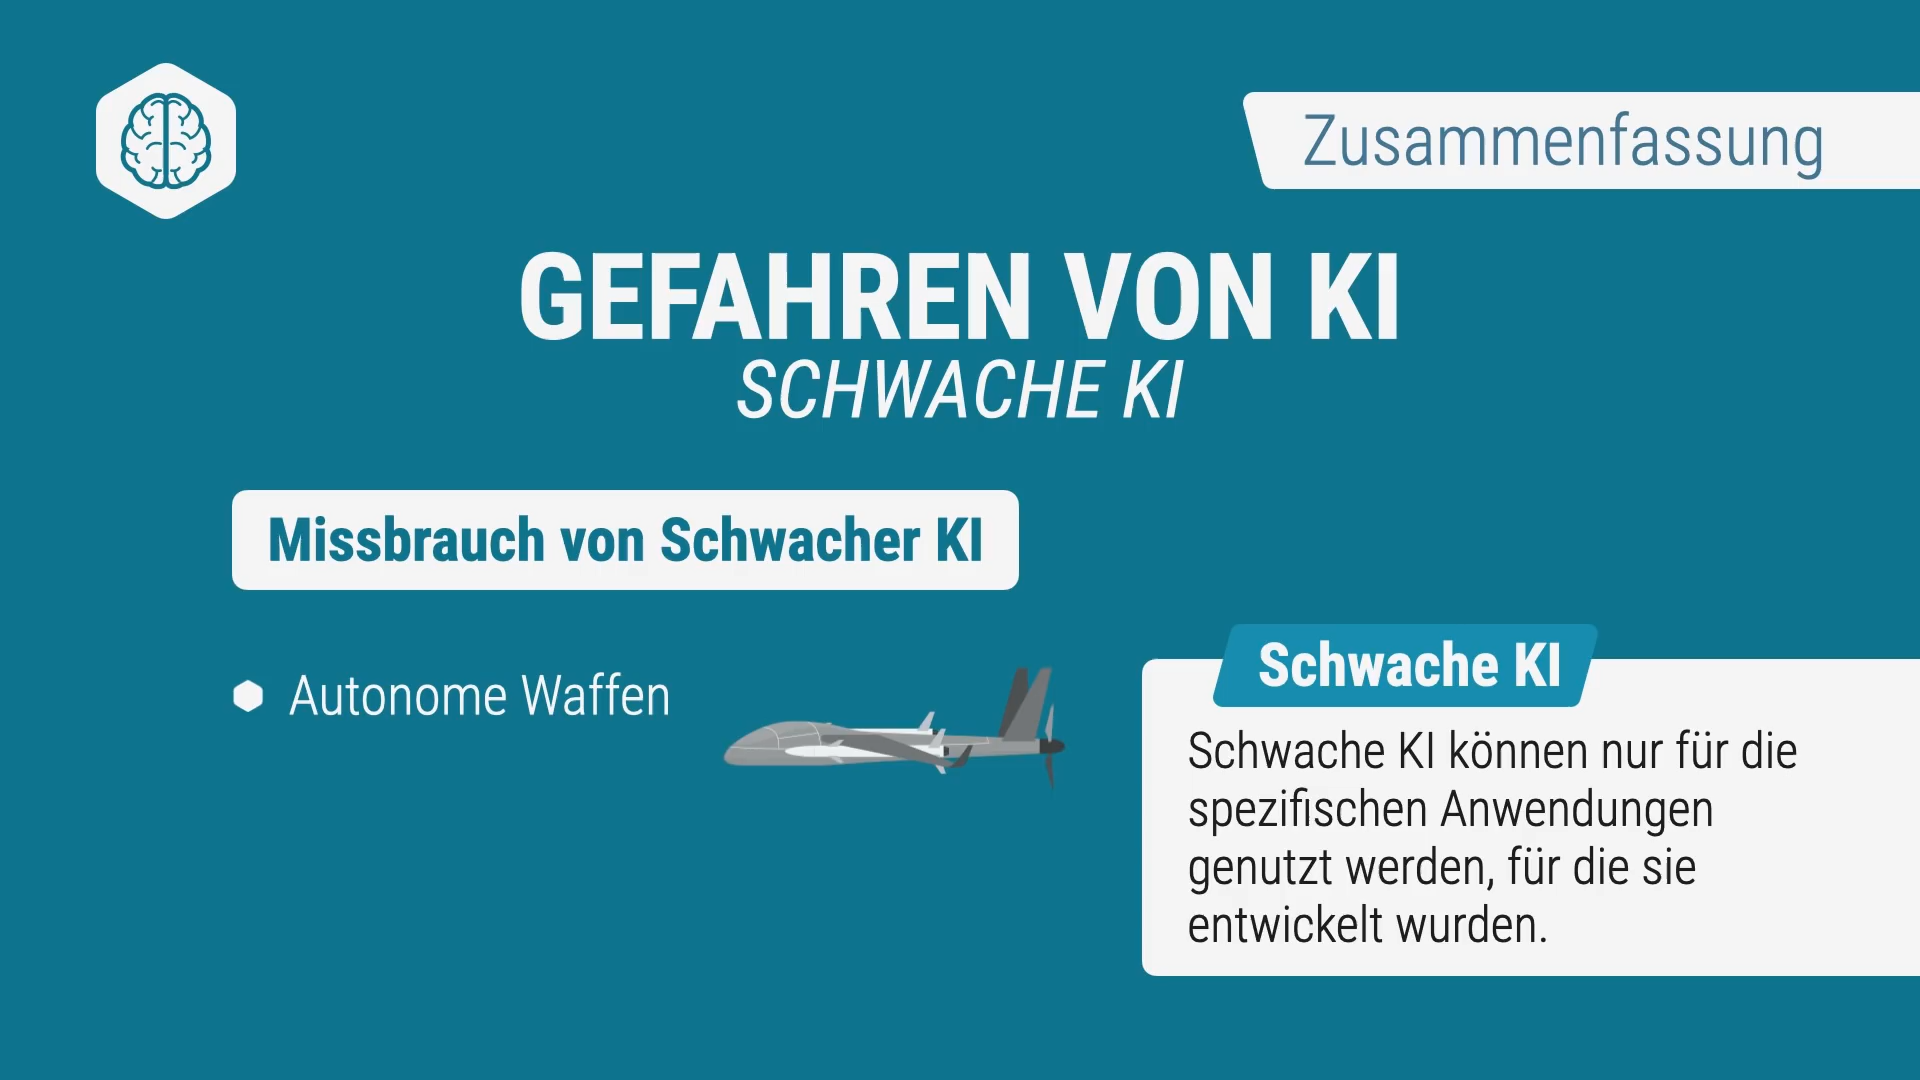 Zusammenfassung
GEFAHREN VON KI
SCHWACHE KI
Missbrauch von Schwacher KI
Autonome Waffen
Schwache KI
Schwache KI können nur für die
spezifischen Anwendungen
genutzt werden, für die sie
entwickelt wurden.